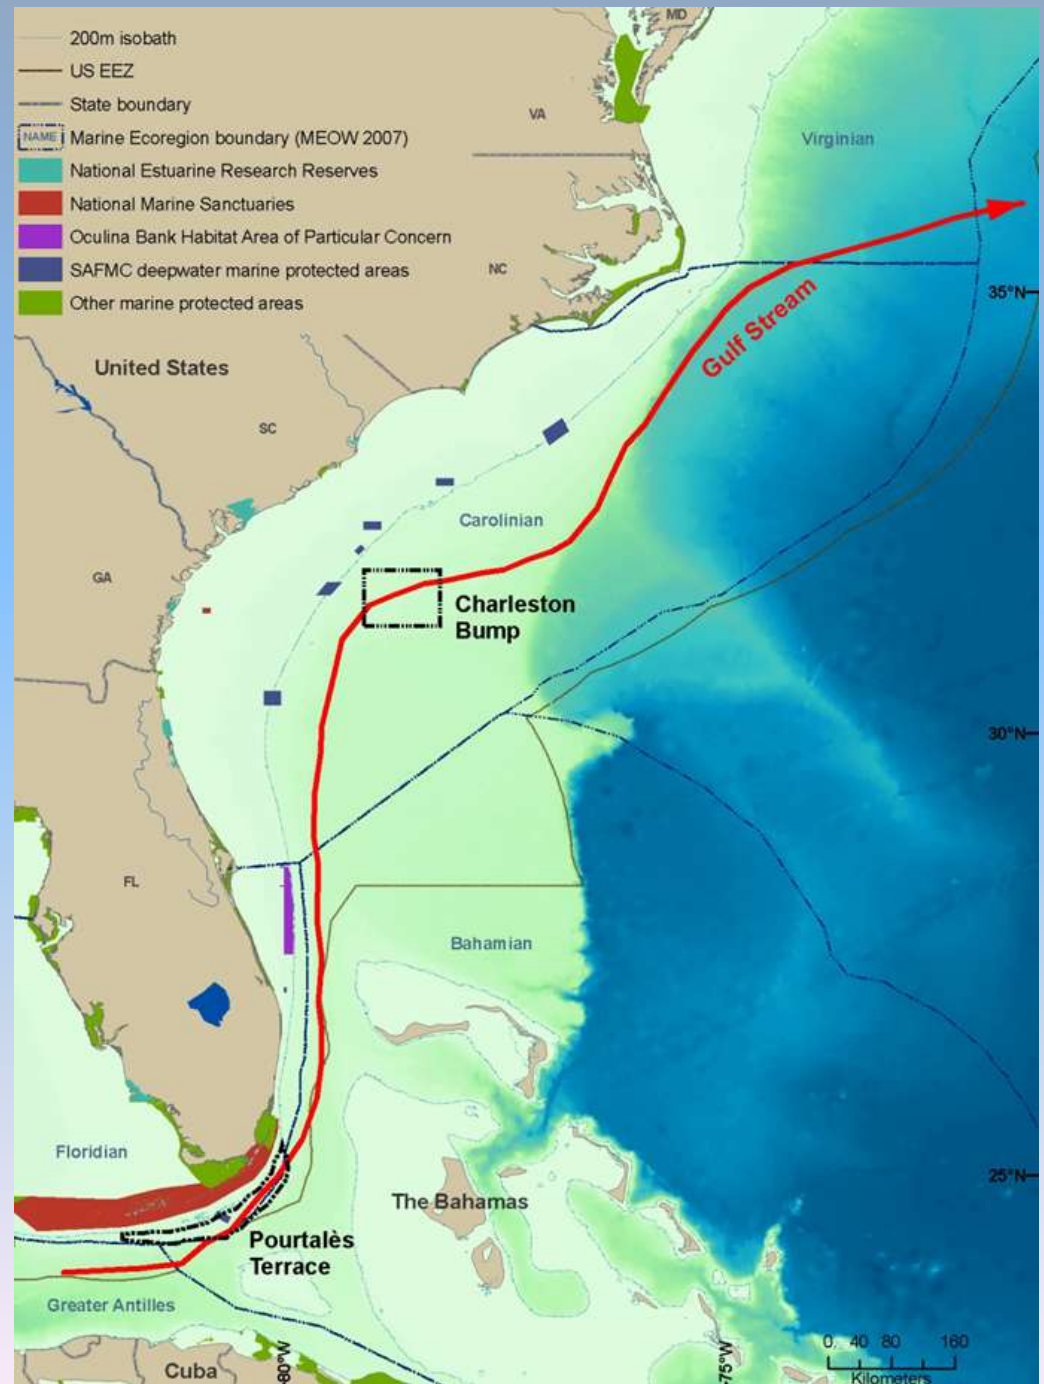 200m isobath
US EEZ
State boundary
NAME Marine Ecoregion boundary (MEOW 2007)
National Estuarine Research Reserves
National Marine Sanctuaries
Oculina Bank Habitat Area of Particular Concern
SAFMC deepwater marine protected areas
Other marine protected areas
MD
VA
Virginian
NC
35°N
Gulf Stream
United States
SC
Carolinian
GA
Charleston
Bump
30°N
FL
Bahamian
Floridian
25°N
The Bahamas
Pourtalès
Terrace
Greater Antilles
Cuba
80°W
75°W
0 40 80 160
Kilometers